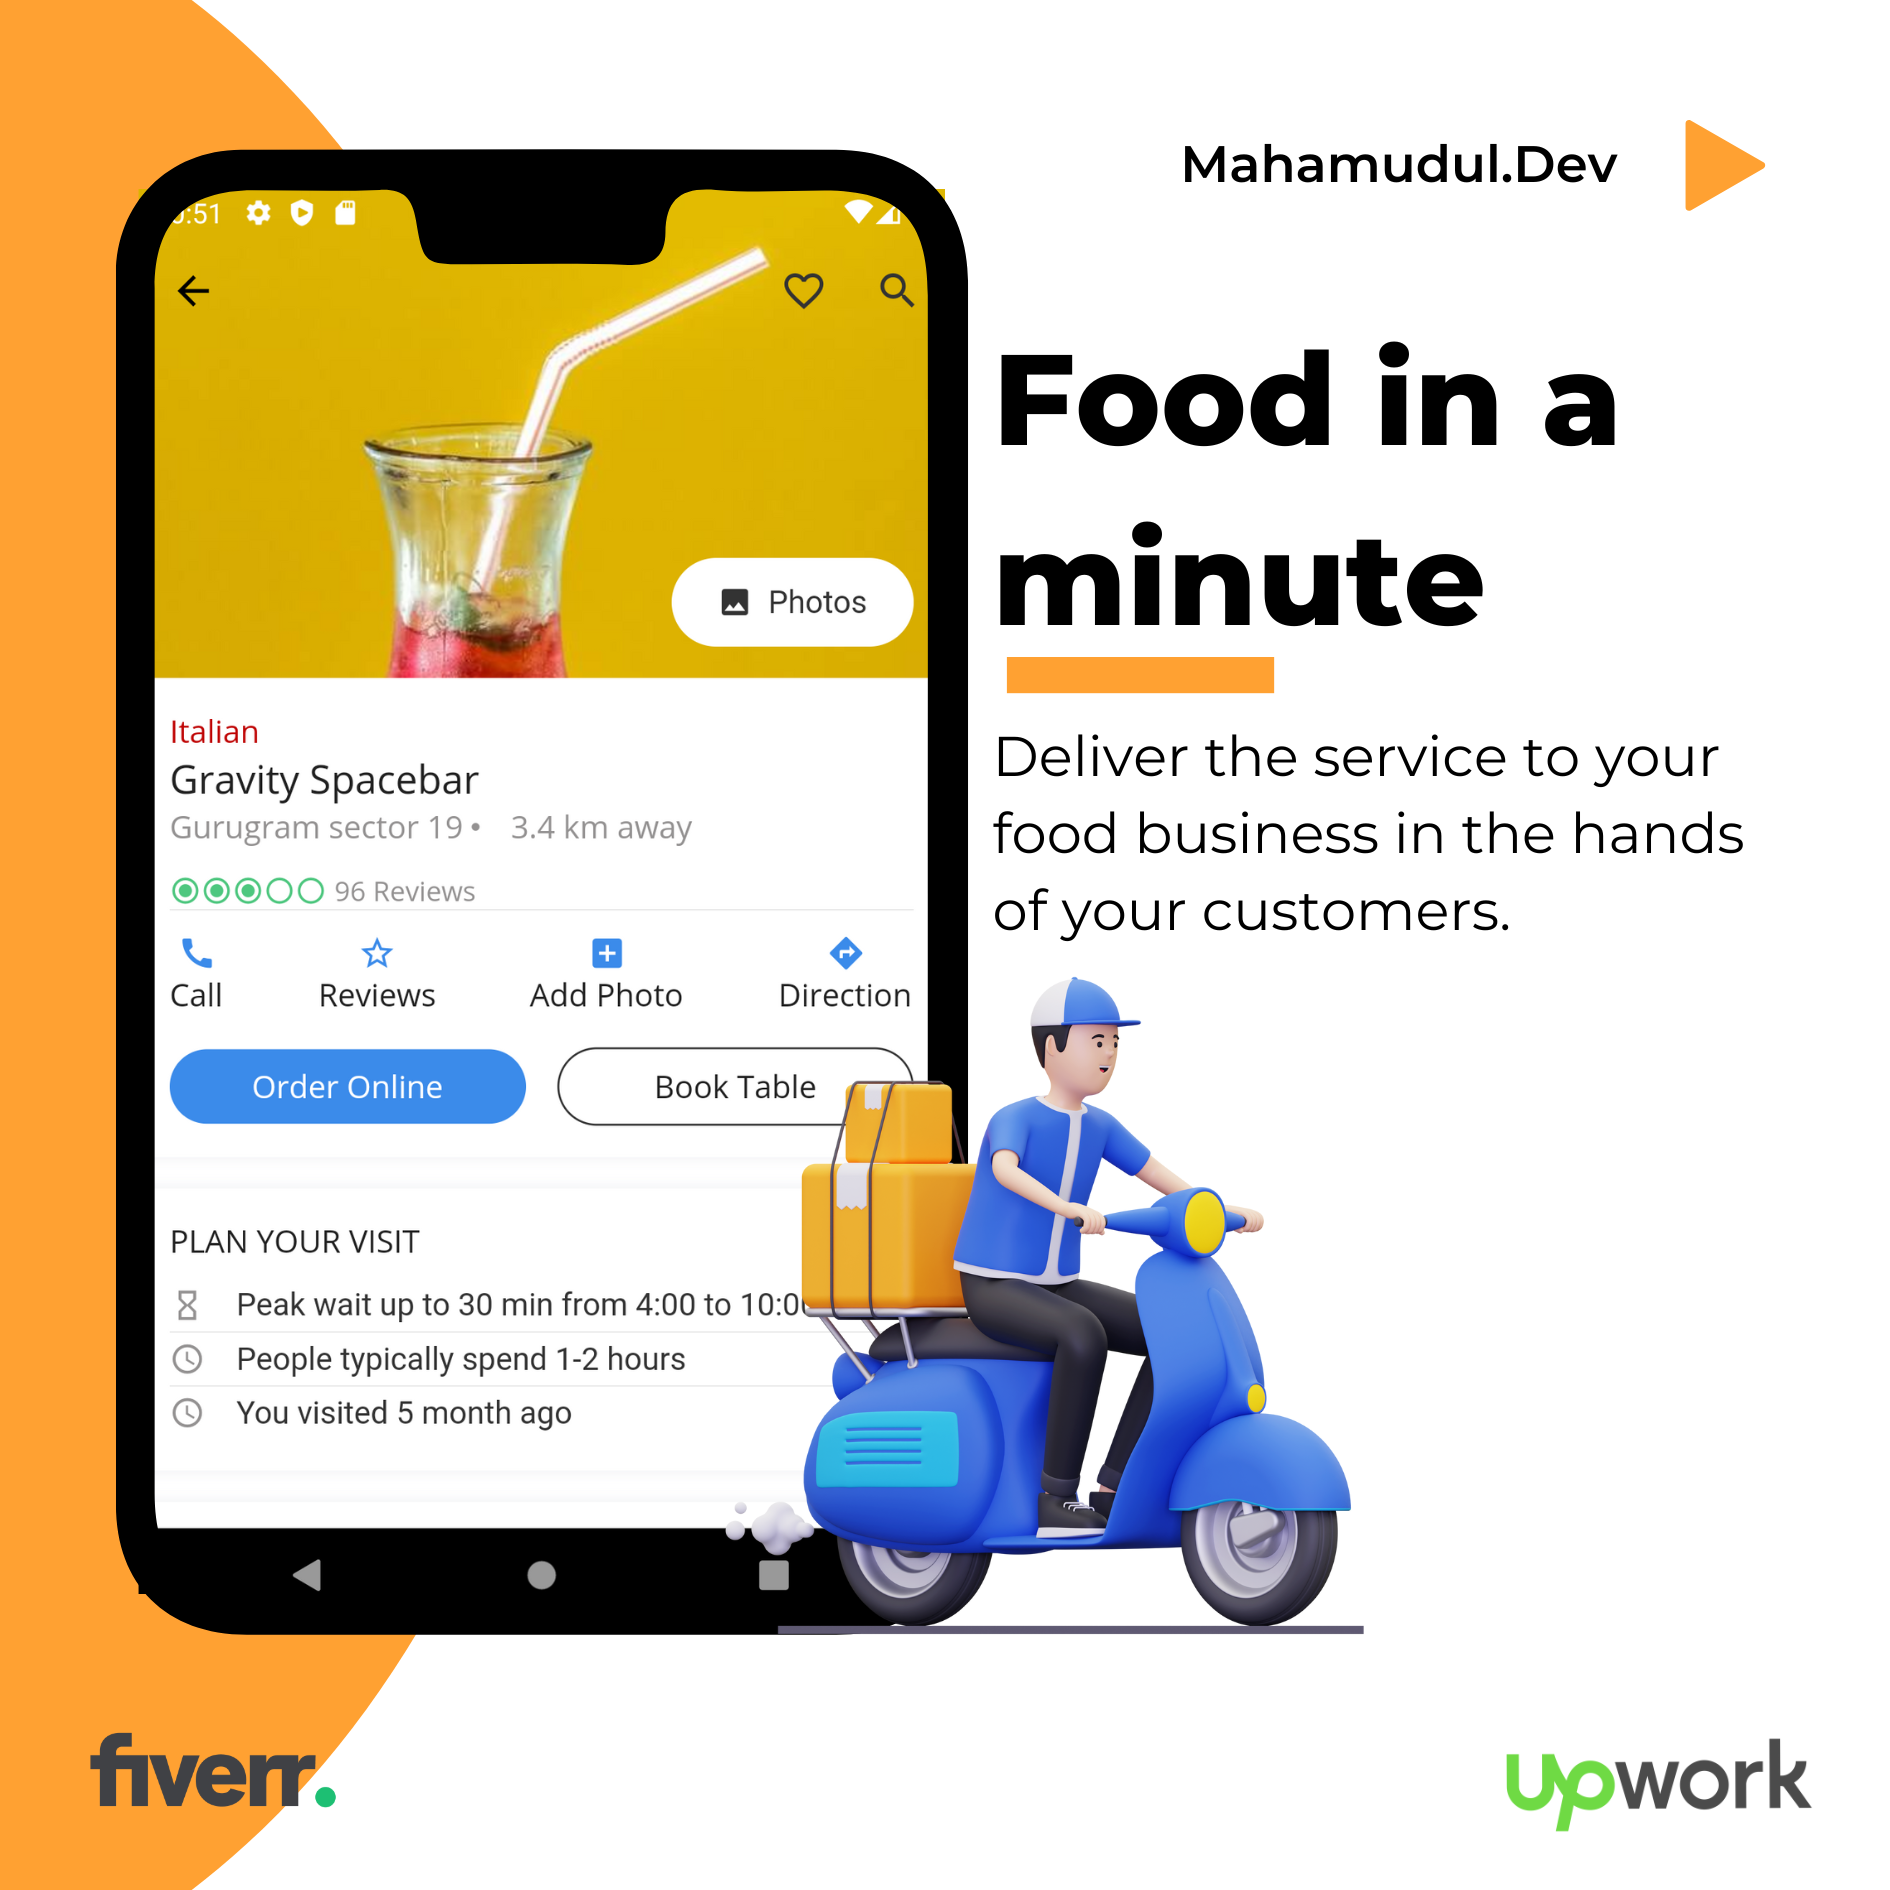 Mahamudul.Dev
Food in a
minute
Deliver the service to your
food business in the hands
of your customers.
:51
Photos
Italian
Gravity Spacebar
Gurugram sector 19 • 3.4 km away
96 Reviews
Call Reviews Add Photo Direction
Order Online Book Table
PLAN YOUR VISIT
Peak wait up to 30 min from 4:00 to 10:0
People typically spend 1-2 hours
You visited 5 month ago
fiverr.
upwork